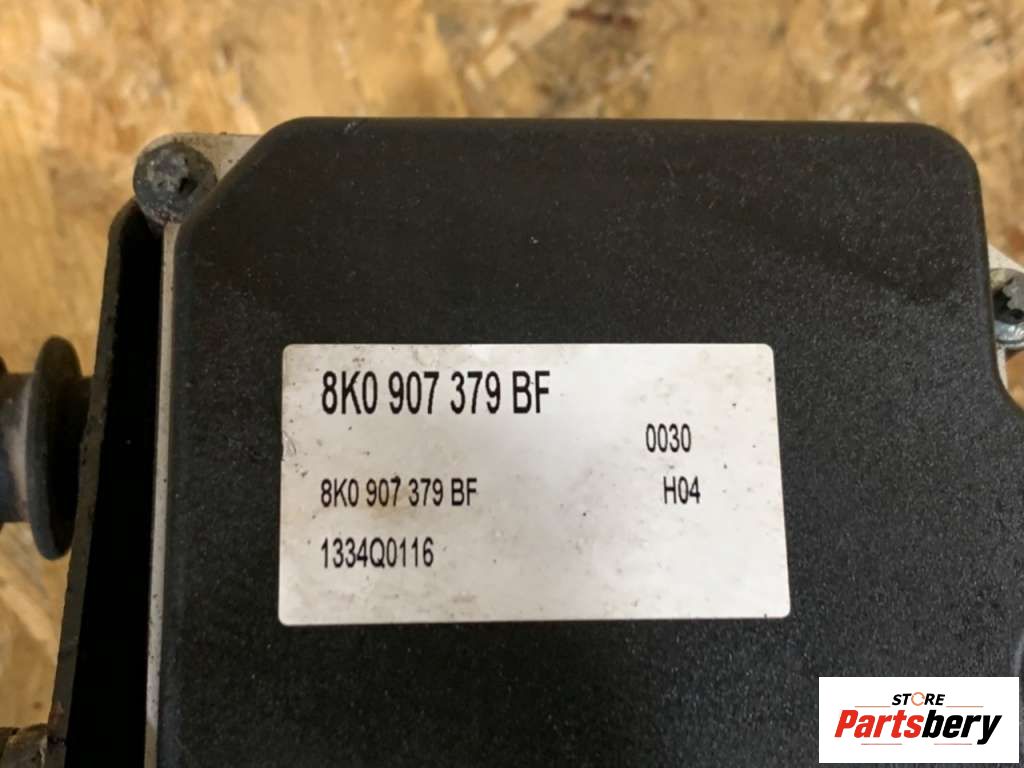 8K0 907 379 BF
0030
8K0 907 379 BF H04
1334Q0116
STORE
Partsbery